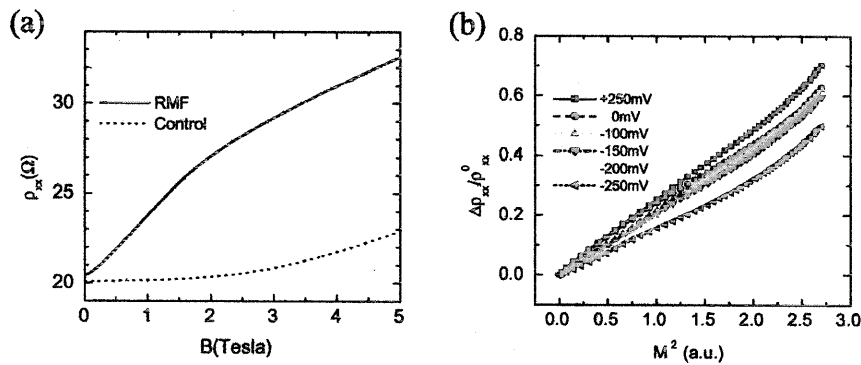 (a)
30
25
20
ρxx(Ω)
RMF
Control
0 1 2 3 4 5
B(Tesla)
(b)
0.8
0.6
0.4
0.2
0.0
Δρxx/ρ⁰xx
+250mV
0mV
-100mV
-150mV
-200mV
-250mV
0.0 0.5 1.0 1.5 2.0 2.5 3.0
M² (a.u.)